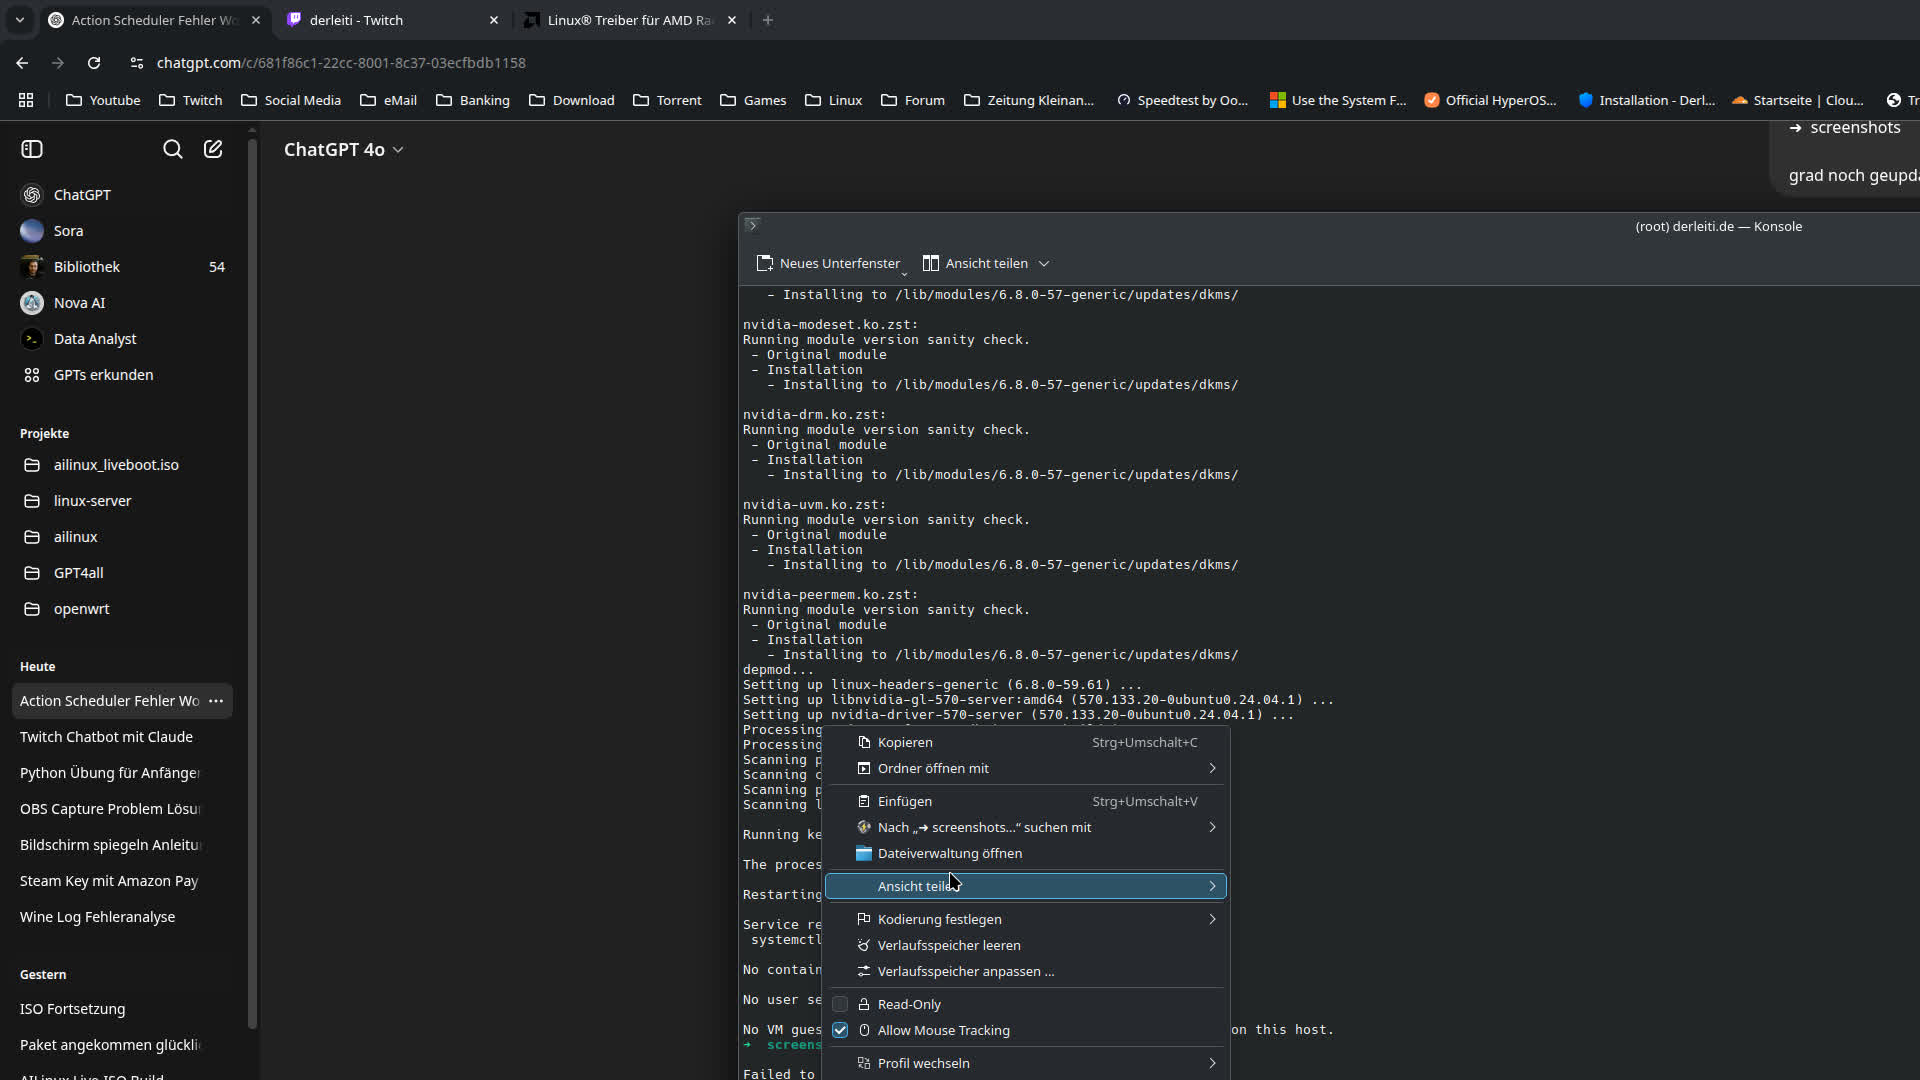 Action Scheduler Fehler Wo
derleiti - Twitch
Linux® Treiber für AMD Ra
chatgpt.com/c/681f86c1-22cc-8001-8c37-03ecfbdb1158
Youtube
Twitch
Social Media
eMail
Banking
Download
Torrent
Games
Linux
Forum
Zeitung Kleinan...
Speedtest by Oo...
Use the System F...
Official HyperOS...
Installation - Derl...
Startseite | Clou...
Tr
ChatGPT 4o
➜ screenshots
grad noch geupda
ChatGPT
Sora
Bibliothek 54
Nova AI
Data Analyst
GPTs erkunden
Projekte
ailinux_liveboot.iso
linux-server
ailinux
GPT4all
openwrt
Heute
Action Scheduler Fehler Wo
Twitch Chatbot mit Claude
Python Übung für Anfänger
OBS Capture Problem Lösu
Bildschirm spiegeln Anleitu
Steam Key mit Amazon Pay
Wine Log Fehleranalyse
Gestern
ISO Fortsetzung
Paket angekommen glückli
AILinux Live ISO Build
(root) derleiti.de — Konsole
Neues Unterfenster
Ansicht teilen
- Installing to /lib/modules/6.8.0-57-generic/updates/dkms/
nvidia-modeset.ko.zst:
Running module version sanity check.
- Original module
- Installation
- Installing to /lib/modules/6.8.0-57-generic/updates/dkms/
nvidia-drm.ko.zst:
Running module version sanity check.
- Original module
- Installation
- Installing to /lib/modules/6.8.0-57-generic/updates/dkms/
nvidia-uvm.ko.zst:
Running module version sanity check.
- Original module
- Installation
- Installing to /lib/modules/6.8.0-57-generic/updates/dkms/
nvidia-peermem.ko.zst:
Running module version sanity check.
- Original module
- Installation
- Installing to /lib/modules/6.8.0-57-generic/updates/dkms/
depmod...
Setting up linux-headers-generic (6.8.0-59.61) ...
Setting up libnvidia-gl-570-server:amd64 (570.133.20-0ubuntu0.24.04.1) ...
Setting up nvidia-driver-570-server (570.133.20-0ubuntu0.24.04.1) ...
Processing
Processing
Scanning p
Scanning c
Scanning p
Scanning l
Running ke
The proces
Restarting
Service re
systemctl
No contain
No user se
No VM gues
on this host.
➜ screens
Failed to
Kopieren Strg+Umschalt+C
Ordner öffnen mit
Einfügen Strg+Umschalt+V
Nach „➜ screenshots...“ suchen mit
Dateiverwaltung öffnen
Ansicht teilen
Kodierung festlegen
Verlaufsspeicher leeren
Verlaufsspeicher anpassen ...
Read-Only
Allow Mouse Tracking
Profil wechseln